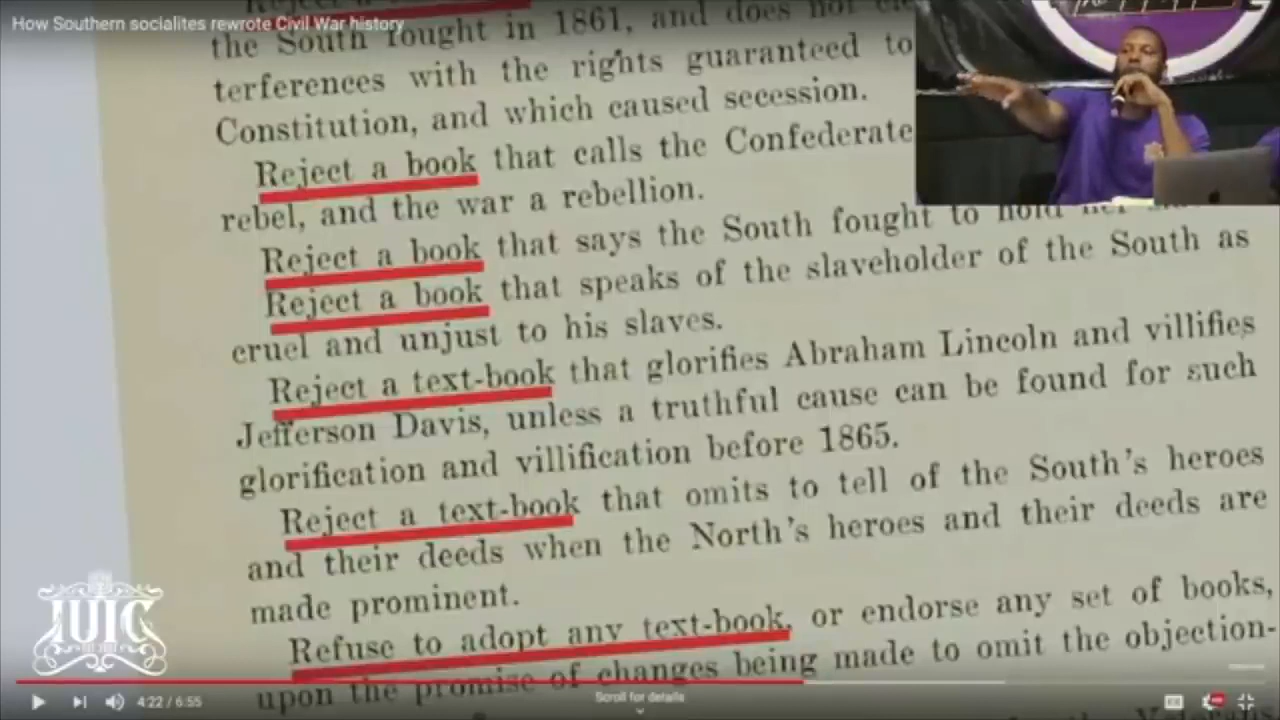 How Southern socialites rewrote Civil War history
the South fought in 1861, and does not
terferences with the rights guaranteed to
Constitution, and which caused secession.
Reject a book that calls the Confederate
rebel, and the war a rebellion.
Reject a book that says the South fought to hold her
Reject a book that speaks of the slaveholder of the South as
cruel and unjust to his slaves.
Reject a text-book that glorifies Abraham Lincoln and villifies
Jefferson Davis, unless a truthful cause can be found for such
glorification and villification before 1865.
Reject a text-book that omits to tell of the South's heroes
and their deeds when the North's heroes and their deeds are
made prominent.
Refuse to adopt any text-book, or endorse any set of books,
upon the promise of changes being made to omit the objection-
IUIC
4:22 / 6:55
Scroll for details